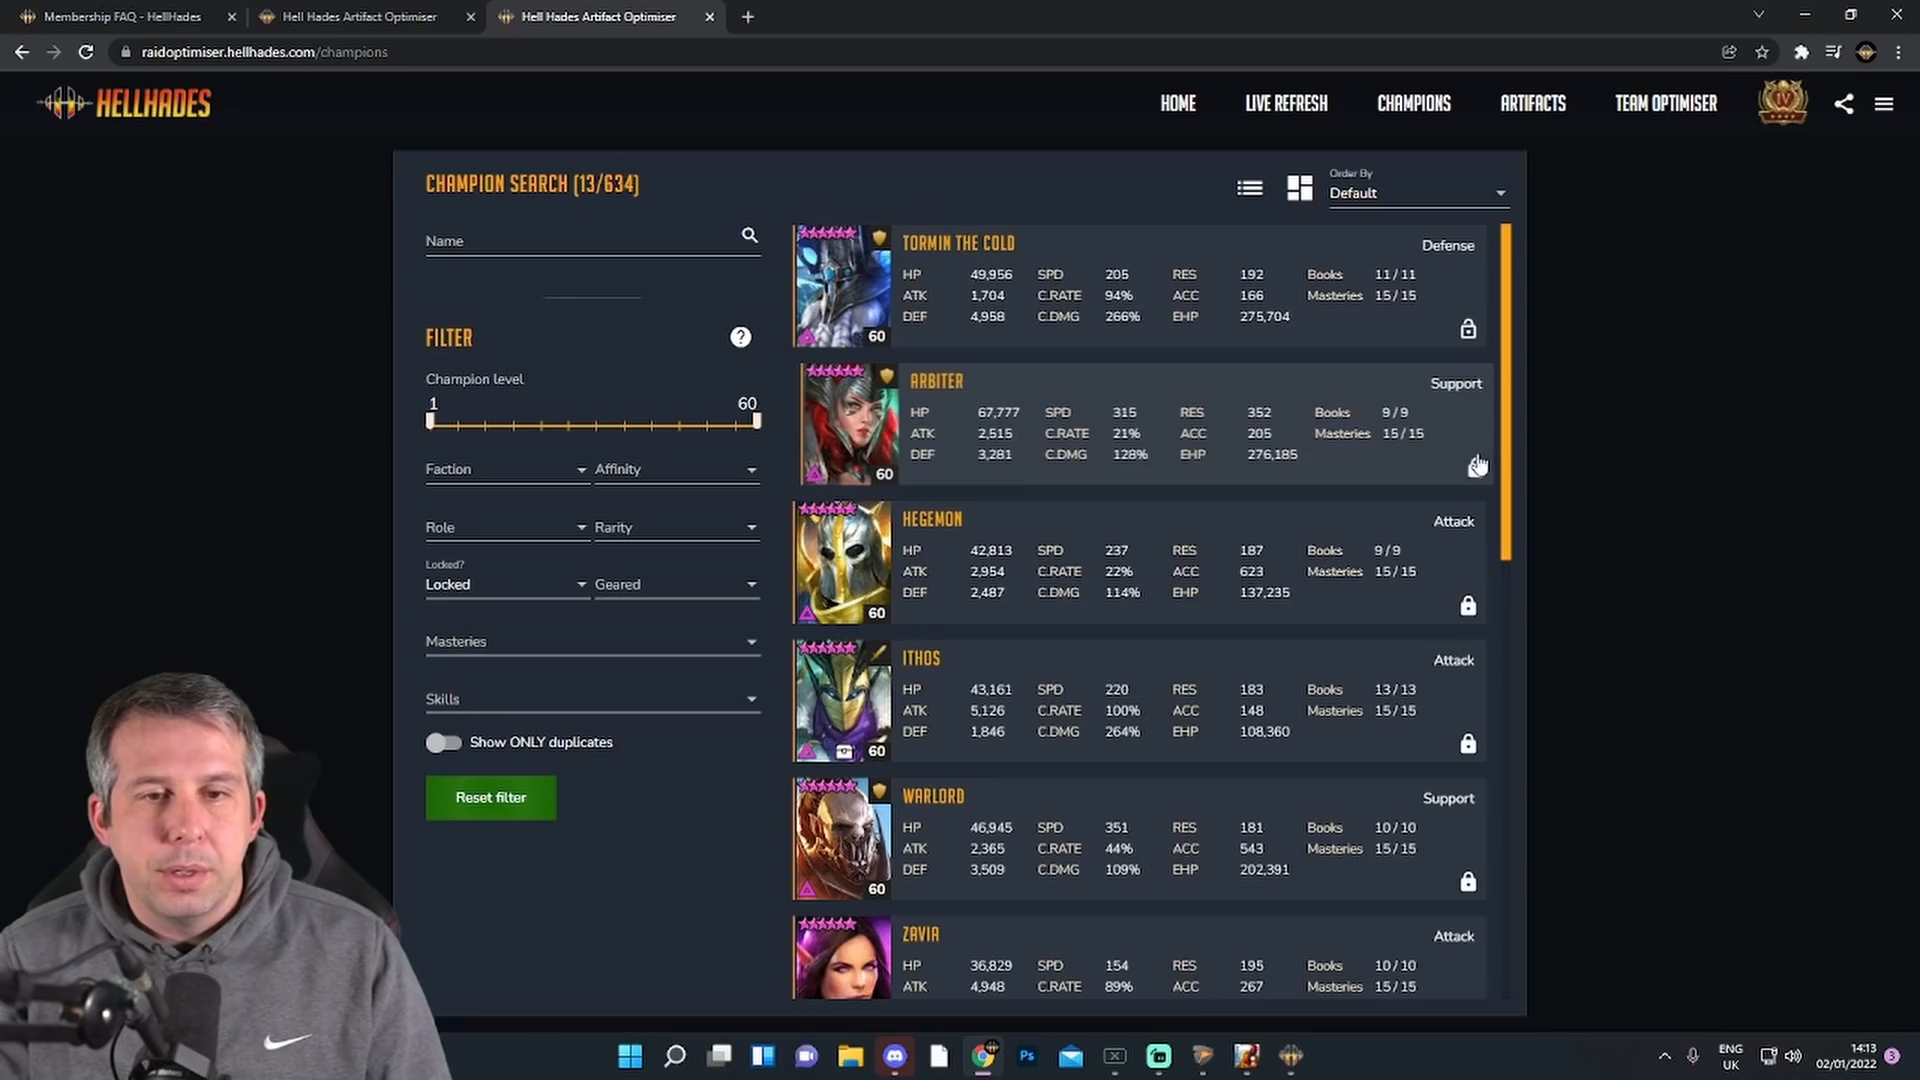 Membership FAQ - HellHades
Hell Hades Artifact Optimiser
Hell Hades Artifact Optimiser
raidoptimiser.hellhades.com/champions
HELLHADES
HOME
LIVE REFRESH
CHAMPIONS
ARTIFACTS
TEAM OPTIMISER
IV
CHAMPION SEARCH (13/634)
Order By
Default
Name
FILTER
?
Champion level
1
60
Faction
Affinity
Role
Rarity
Locked?
Locked
Geared
Masteries
Skills
Show ONLY duplicates
Reset filter
60
TORMIN THE COLD
Defense
HP 49,956 SPD 205 RES 192 Books 11 / 11
ATK 1,704 C.RATE 94% ACC 166 Masteries 15 / 15
DEF 4,958 C.DMG 266% EHP 275,704
60
ARBITER
Support
HP 67,777 SPD 315 RES 352 Books 9 / 9
ATK 2,515 C.RATE 21% ACC 205 Masteries 15 / 15
DEF 3,281 C.DMG 128% EHP 276,185
60
HEGEMON
Attack
HP 42,813 SPD 237 RES 187 Books 9 / 9
ATK 2,954 C.RATE 22% ACC 623 Masteries 15 / 15
DEF 2,487 C.DMG 114% EHP 137,235
60
ITHOS
Attack
HP 43,161 SPD 220 RES 183 Books 13 / 13
ATK 5,126 C.RATE 100% ACC 148 Masteries 15 / 15
DEF 1,846 C.DMG 264% EHP 108,360
60
WARLORD
Support
HP 46,945 SPD 351 RES 181 Books 10 / 10
ATK 2,365 C.RATE 44% ACC 543 Masteries 15 / 15
DEF 3,509 C.DMG 109% EHP 202,391
60
ZAVIA
Attack
HP 36,829 SPD 154 RES 195 Books 10 / 10
ATK 4,948 C.RATE 89% ACC 267 Masteries 15 / 15
Ps
ENG
UK
14:13
02/01/2022
3